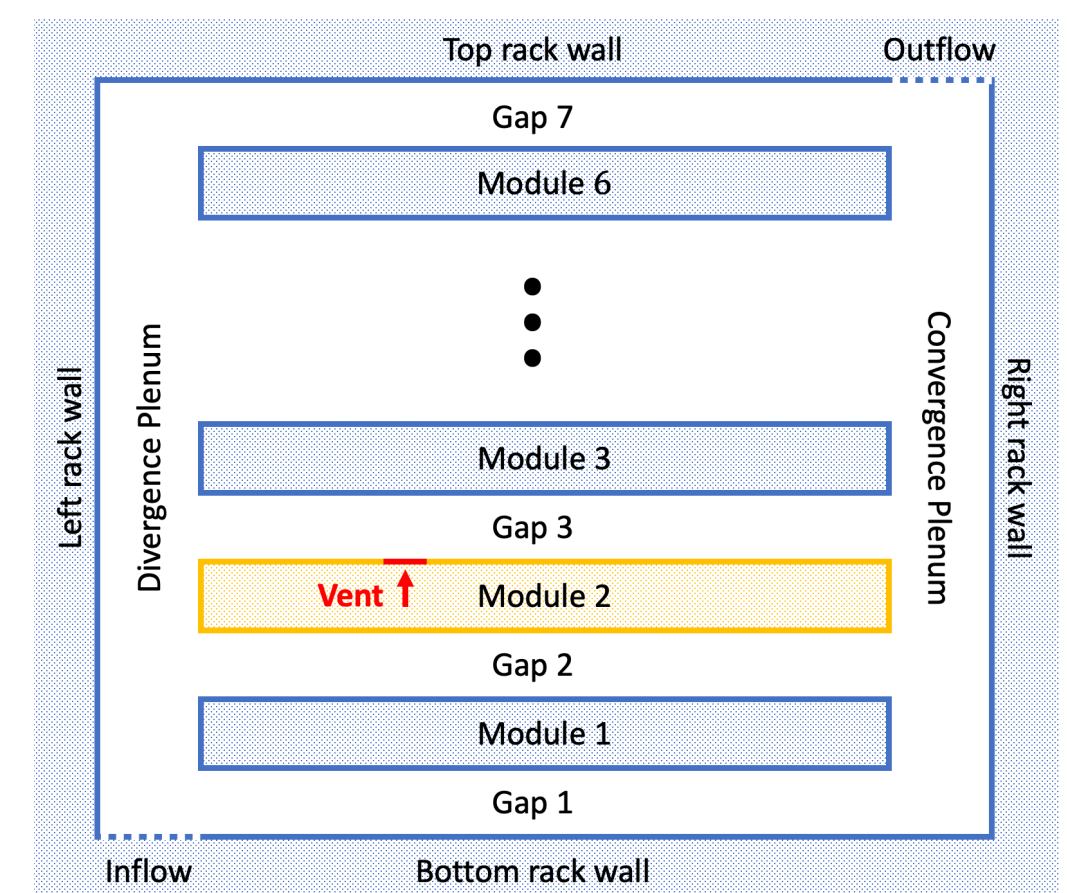 Top rack wall
Outflow
Gap 7
Module 6
Left rack wall
Divergence Plenum
Convergence Plenum
Right rack wall
Module 3
Gap 3
Vent
Module 2
Gap 2
Module 1
Gap 1
Inflow
Bottom rack wall